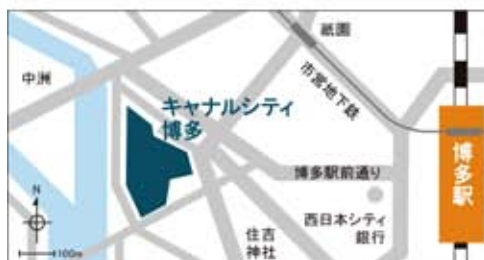 祇園
中洲
市営地下鉄
キャナルシティ
博多
博多駅
博多駅前通り
西日本シティ
銀行
住吉
神社
N
100m